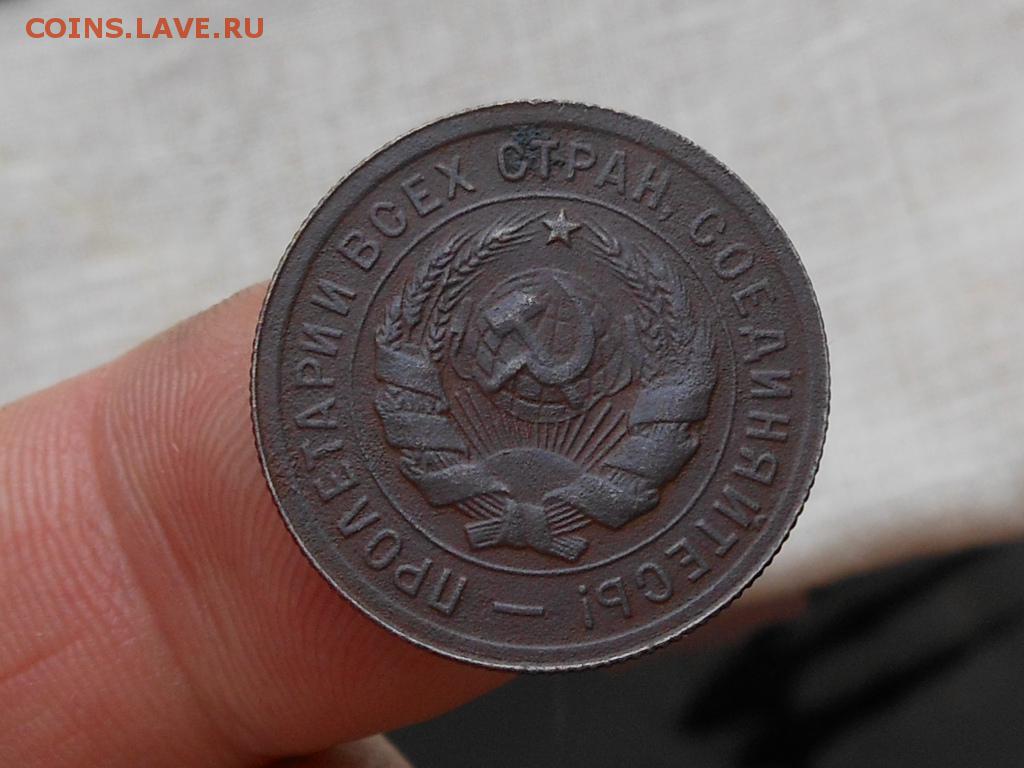 COINS.LAVE.RU
ПРОЛЕТАРИИ ВСЕХ СТРАН, СОЕДИНЯЙТЕСЬ! —